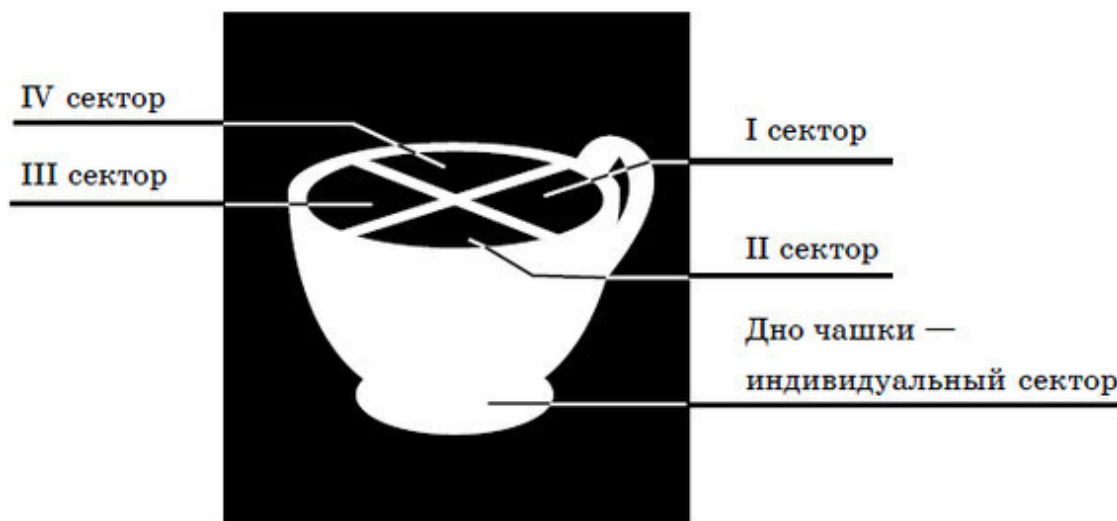 IV сектор
III сектор
I сектор
II сектор
Дно чашки —
индивидуальный сектор